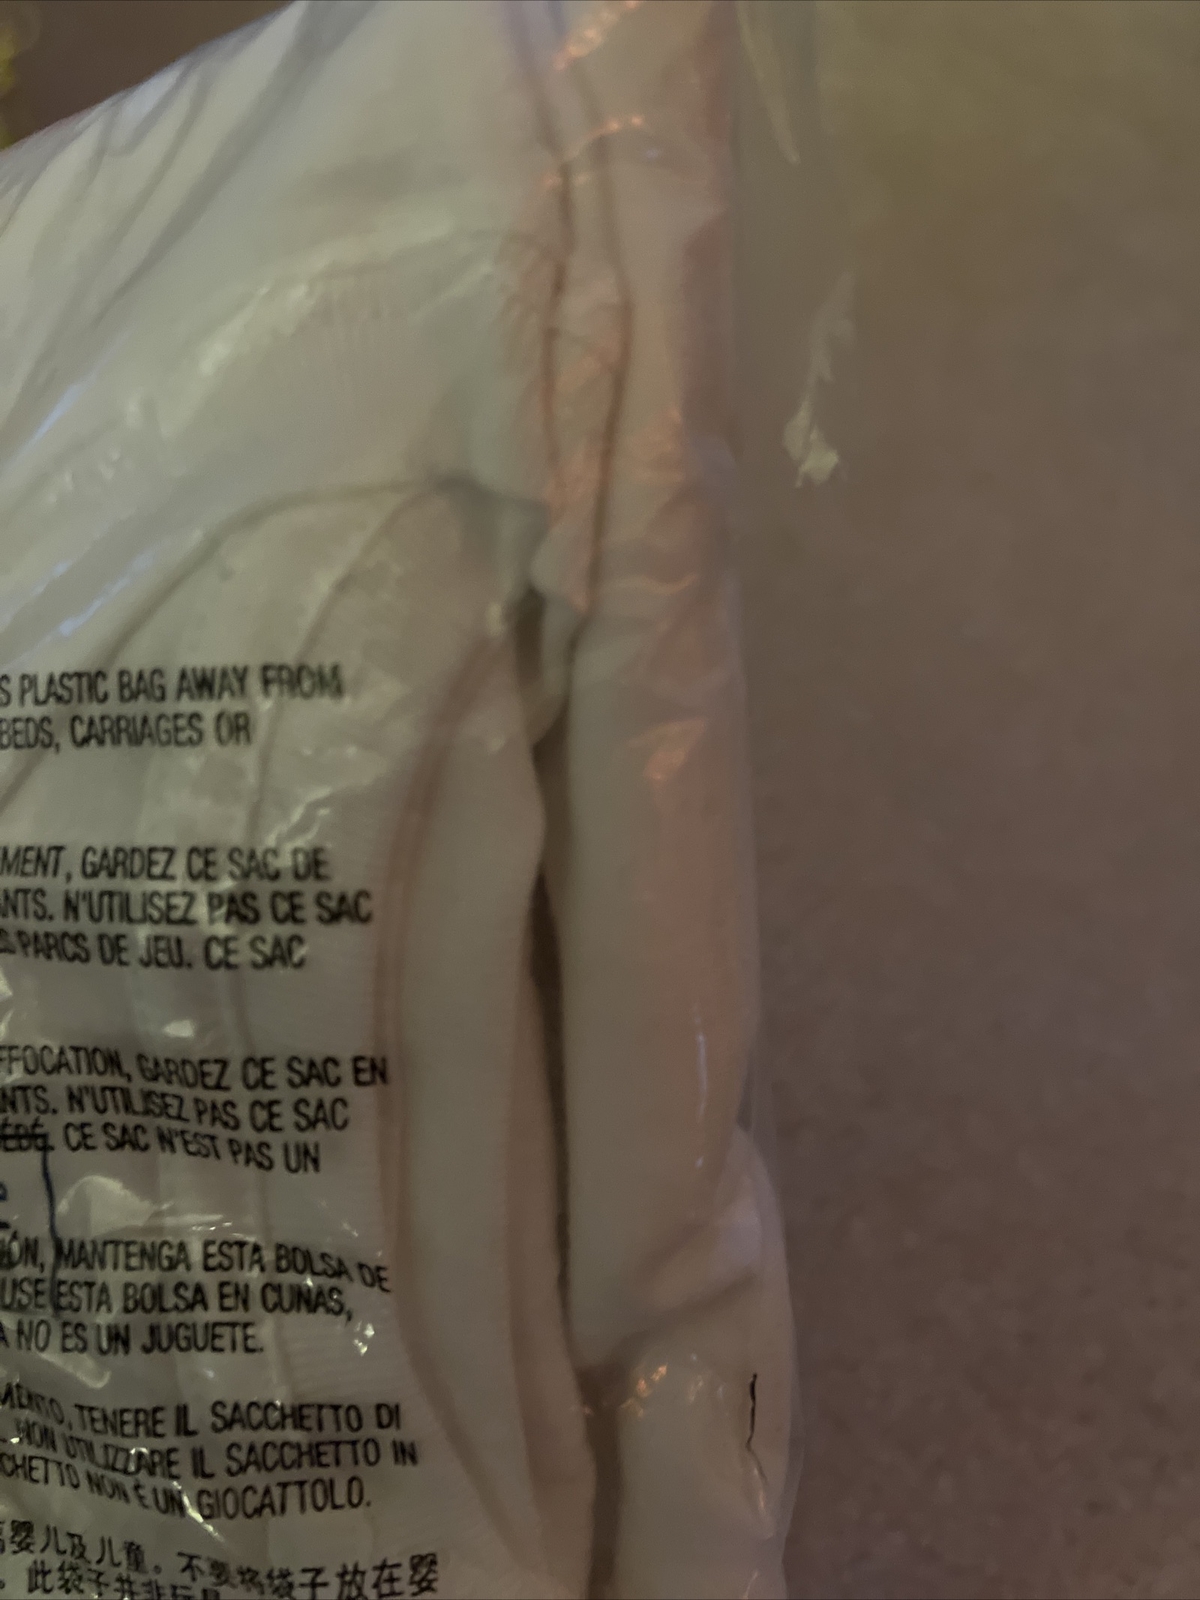 S PLASTIC BAG AWAY FROM
BEDS, CARRIAGES OR
EMENT, GARDEZ CE SAC DE
ANTS. N'UTILISEZ PAS CE SAC
S PARCS DE JEU. CE SAC
FFOCATION, GARDEZ CE SAC EN
NTS. N'UTILISEZ PAS CE SAC
ÉBÉ. CE SAC N'EST PAS UN
ÓN, MANTENGA ESTA BOLSA DE
USE ESTA BOLSA EN CUNAS,
A NO ES UN JUGUETE.
MENTO, TENERE IL SACCHETTO DI
NON UTILIZZARE IL SACCHETTO IN
CHETTO NON È UN GIOCATTOLO.
婴儿及儿童。不要将袋子放在婴
。此袋子并非玩具